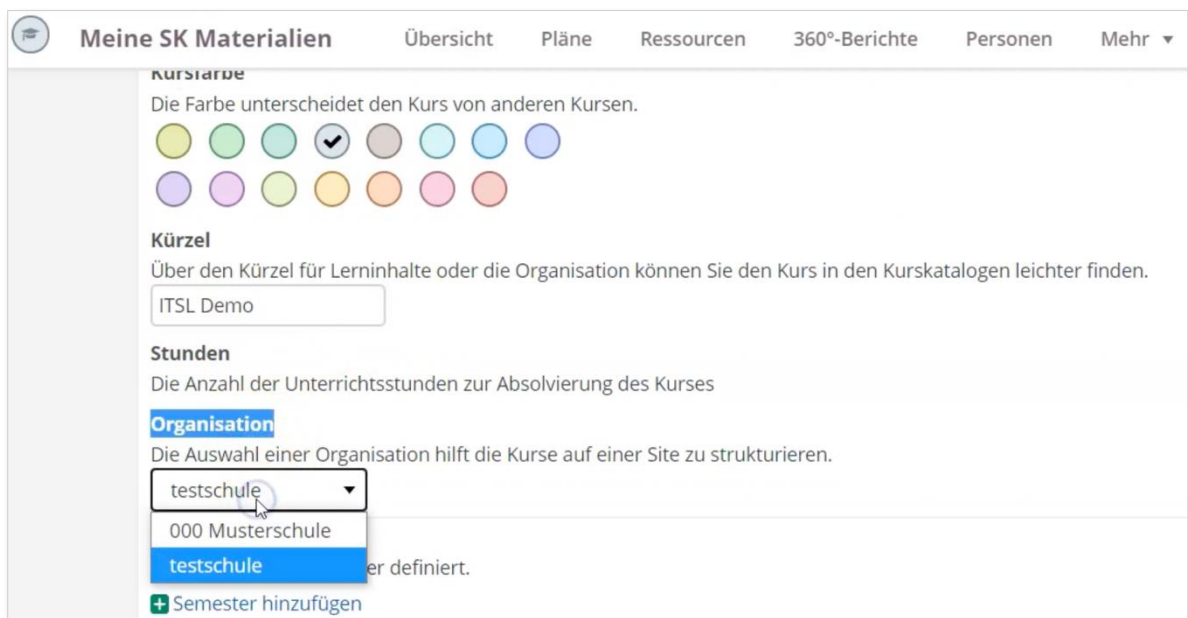 Meine SK Materialien Übersicht Pläne Ressourcen 360°-Berichte Personen Mehr
Kursfarbe
Die Farbe unterscheidet den Kurs von anderen Kursen.
Kürzel
Über den Kürzel für Lerninhalte oder die Organisation können Sie den Kurs in den Kurskatalogen leichter finden.
ITSL Demo
Stunden
Die Anzahl der Unterrichtsstunden zur Absolvierung des Kurses
Organisation
Die Auswahl einer Organisation hilft die Kurse auf einer Site zu strukturieren.
testschule
000 Musterschule
testschule
er definiert.
Semester hinzufügen